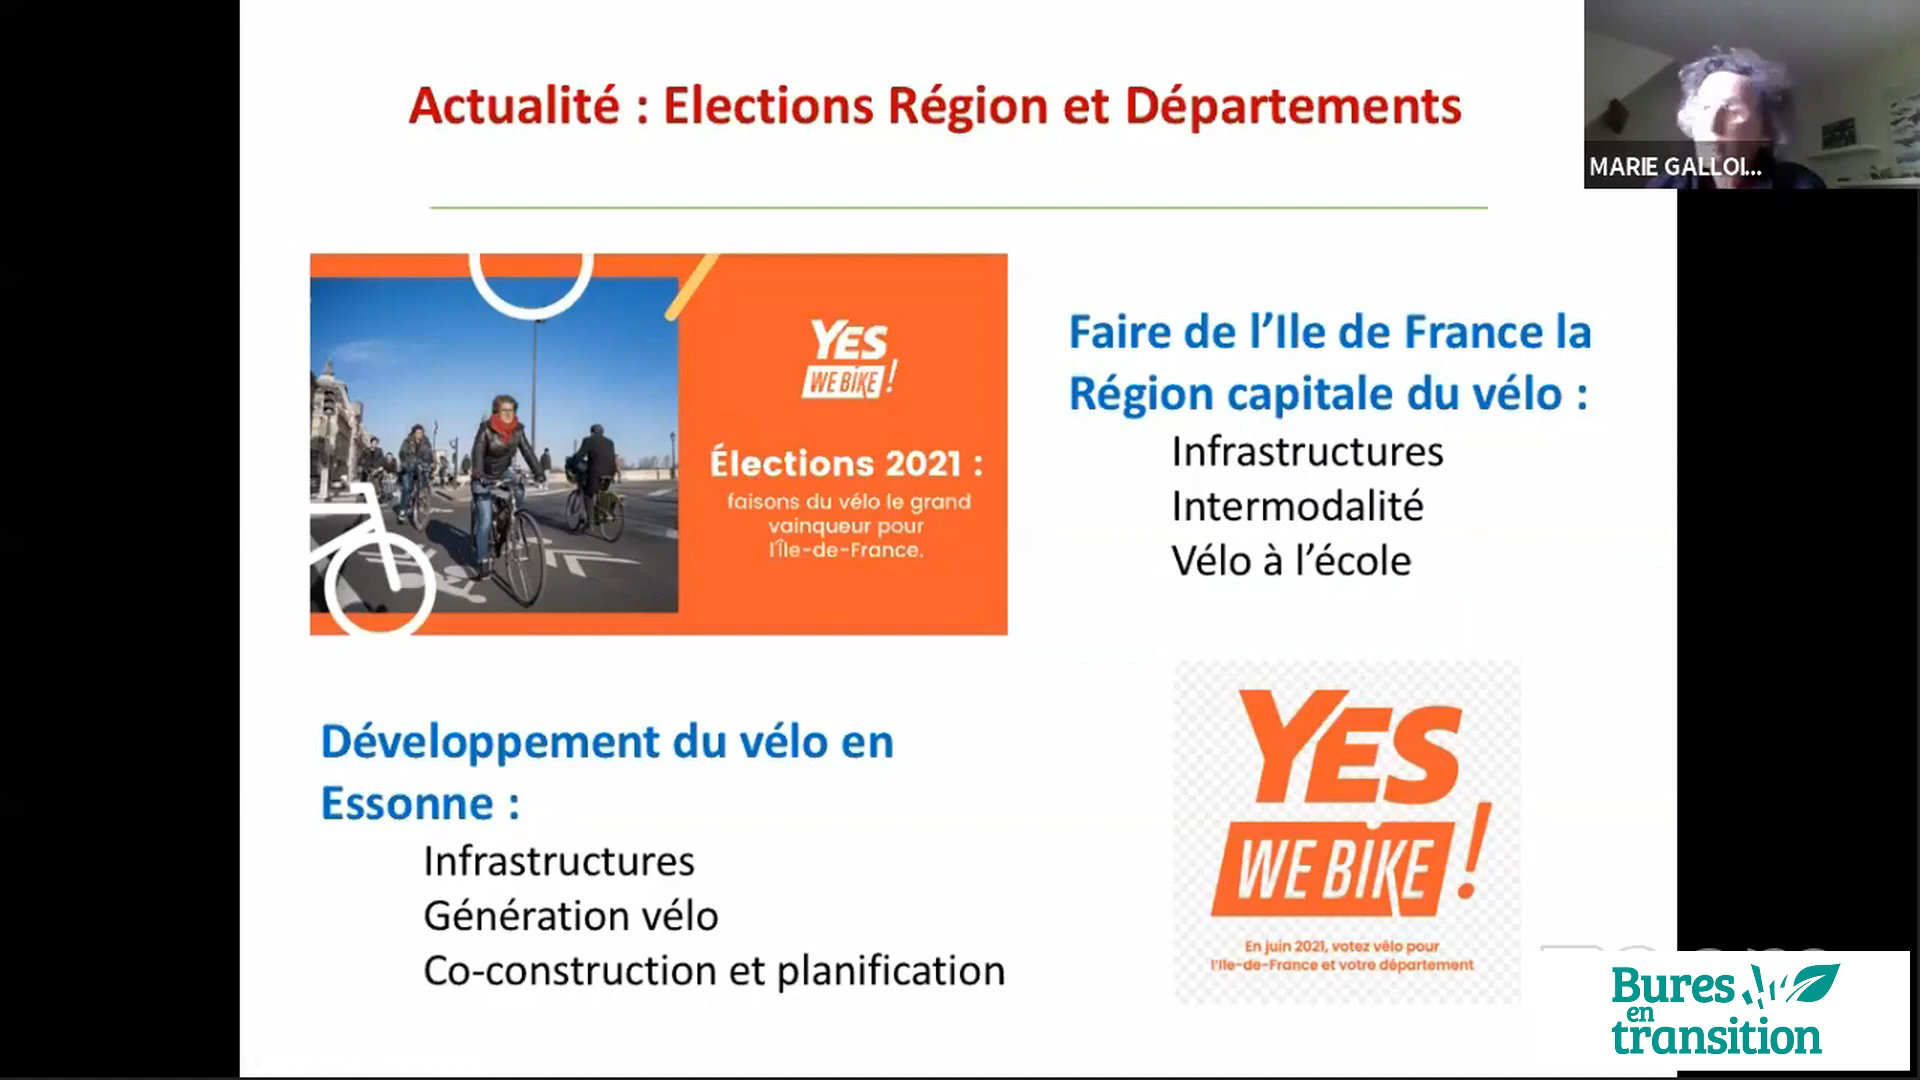 Actualité : Elections Région et Départements
MARIE GALLOI...
YES
WE BIKE !
Élections 2021 :
faisons du vélo le grand
vainqueur pour
l'Île-de-France.
Faire de l’Ile de France la
Région capitale du vélo :
Infrastructures
Intermodalité
Vélo à l’école
Développement du vélo en
Essonne :
Infrastructures
Génération vélo
Co-construction et planification
YES
WE BIKE !
En juin 2021, votez vélo pour
l'Ile-de-France et votre département
Bures
en
transition